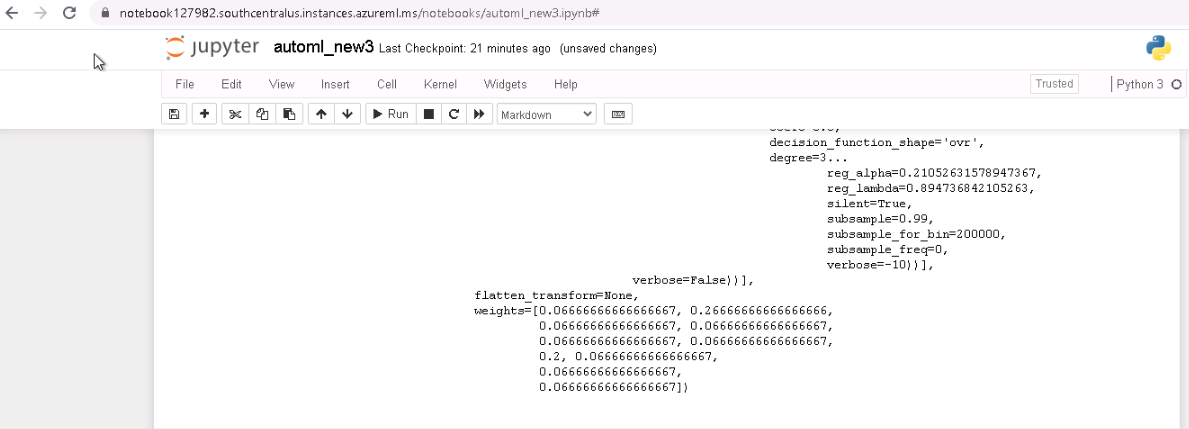 notebook127982.southcentralus.instances.azureml.ms/notebooks/automl_new3.ipynb#
jupyter automl_new3 Last Checkpoint: 21 minutes ago (unsaved changes)
File Edit View Insert Cell Kernel Widgets Help Trusted Python 3
Run Markdown
decision_function_shape='ovr',
degree=3...
reg_alpha=0.21052631578947367,
reg_lambda=0.894736842105263,
silent=True,
subsample=0.99,
subsample_for_bin=200000,
subsample_freq=0,
verbose=-10))],
verbose=False))],
flatten_transform=None,
weights=[0.06666666666666667, 0.26666666666666666,
0.06666666666666667, 0.06666666666666667,
0.06666666666666667, 0.06666666666666667,
0.2, 0.06666666666666667,
0.06666666666666667,
0.06666666666666667])